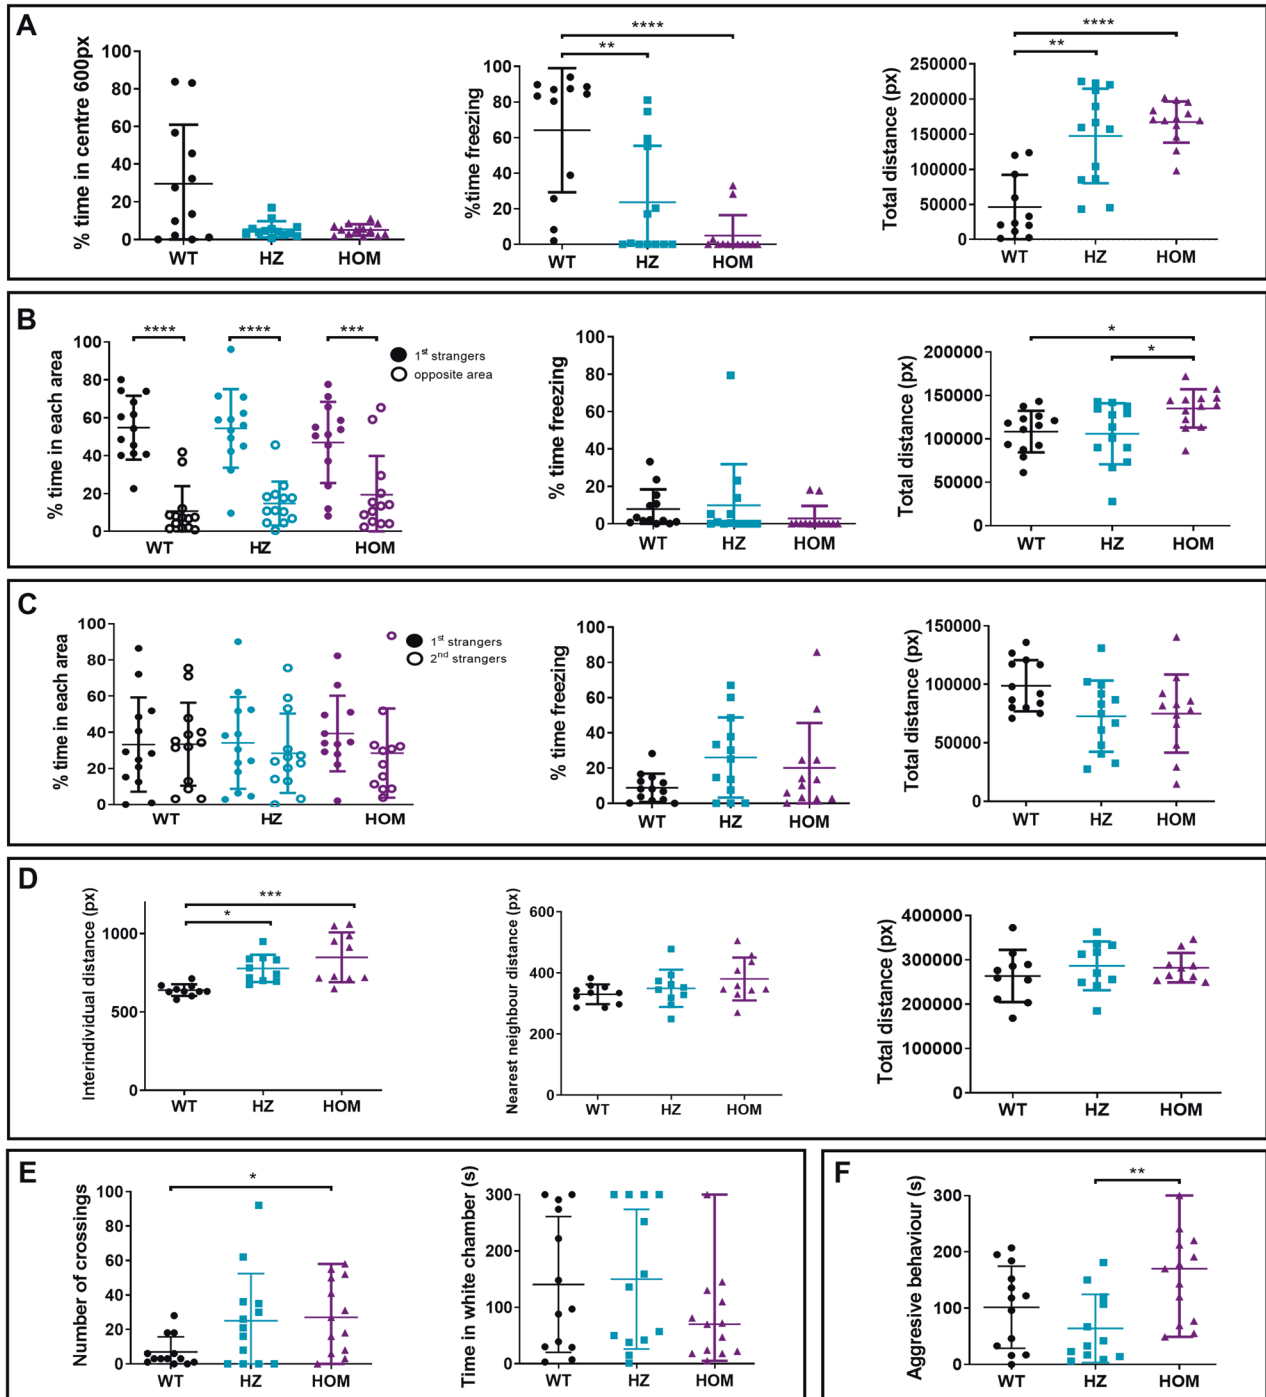 A
% time in centre 600px
100
80
60
40
20
0
WT HZ HOM
%time freezing
100
80
60
40
20
0
**
****
WT HZ HOM
Total distance (px)
250000
200000
150000
100000
50000
0
**
****
WT HZ HOM
B
% time in each area
100
80
60
40
20
0
**** **** ***
1st strangers
opposite area
WT HZ HOM
% time freezing
100
80
60
40
20
0
WT HZ HOM
Total distance (px)
200000
150000
100000
50000
0
*
*
WT HZ HOM
C
% time in each area
100
80
60
40
20
0
1st strangers
2nd strangers
WT HZ HOM
% time freezing
100
80
60
40
20
0
WT HZ HOM
Total distance (px)
150000
100000
50000
0
WT HZ HOM
D
Interindividual distance (px)
1000
500
0
***
*
WT HZ HOM
Nearest neighbour distance (px)
600
400
200
0
WT HZ HOM
Total distance (px)
400000
300000
200000
100000
0
WT HZ HOM
E
Number of crossings
100
80
60
40
20
0
*
WT HZ HOM
Time in white chamber (s)
300
200
100
0
WT HZ HOM
F
Aggresive behaviour (s)
300
200
100
0
**
WT HZ HOM